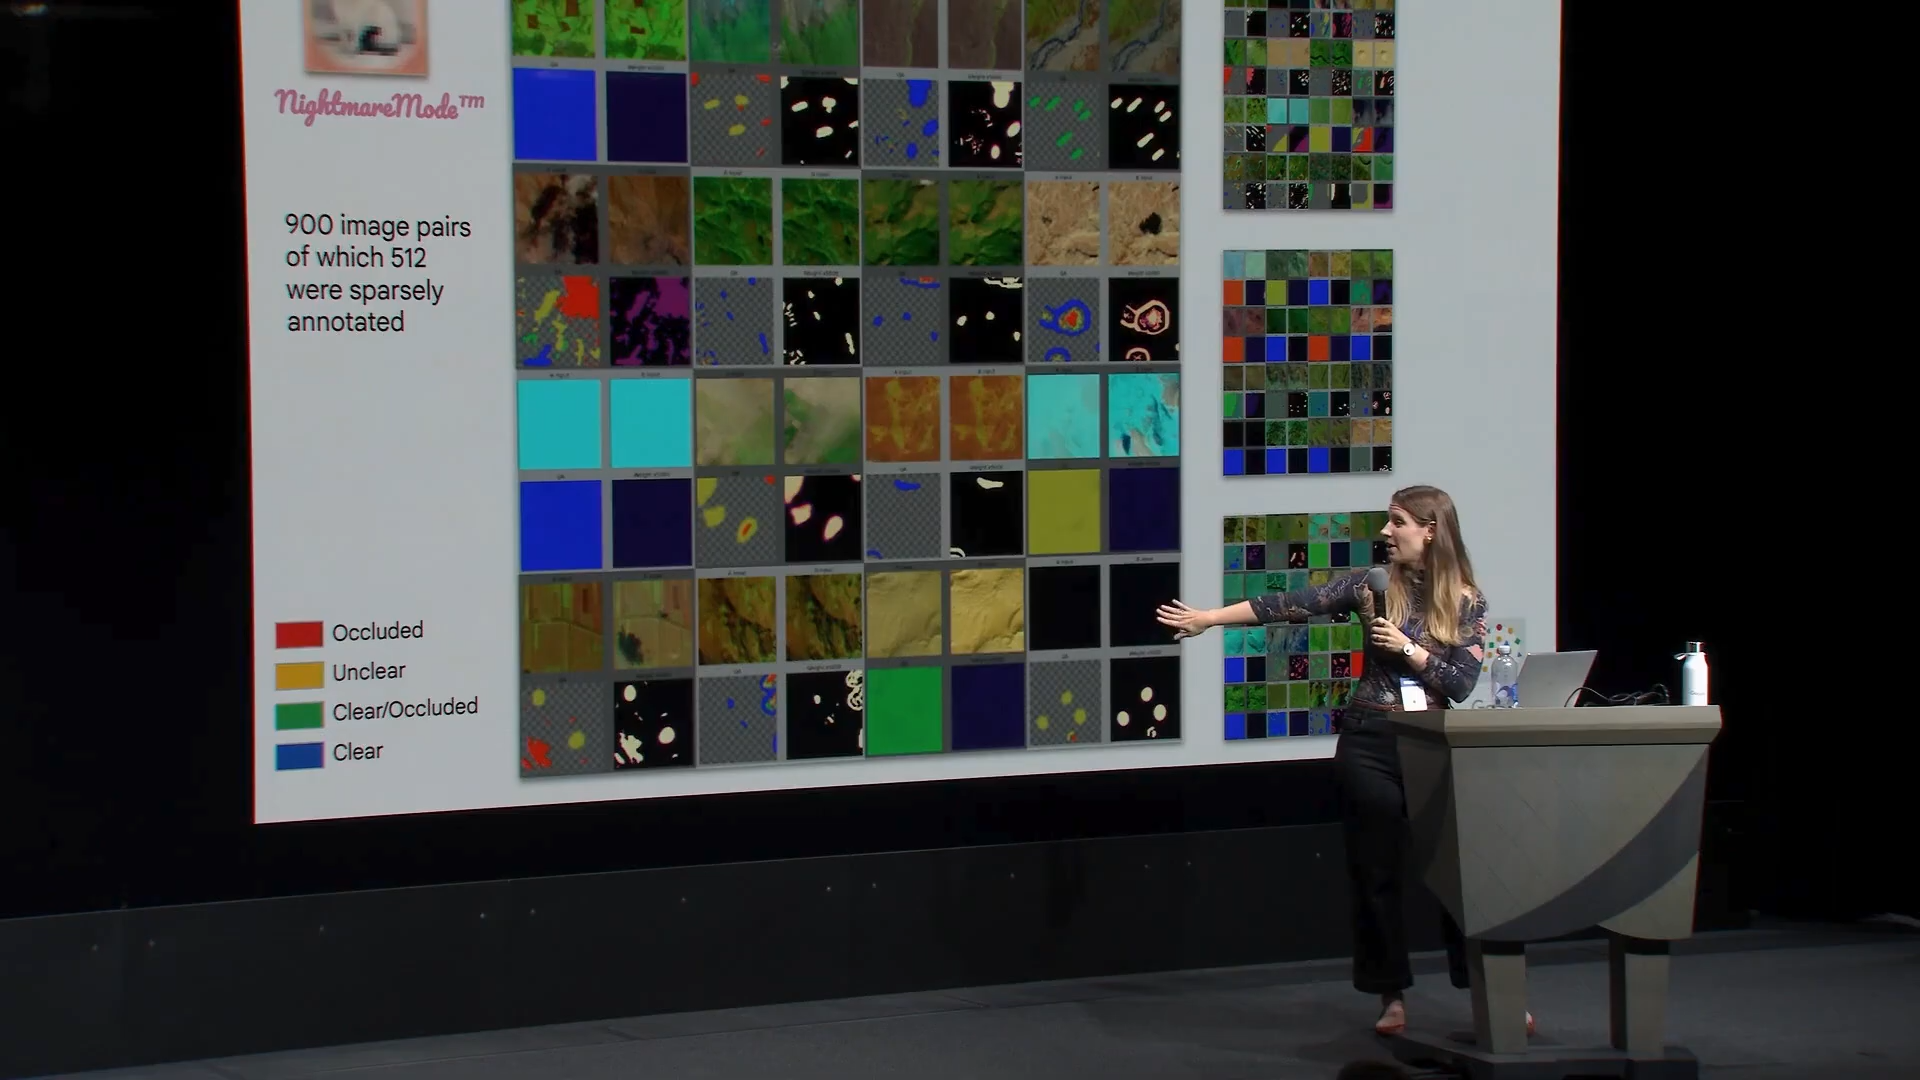 NightmareMode™
900 image pairs
of which 512
were sparsely
annotated
Occluded
Unclear
Clear/Occluded
Clear